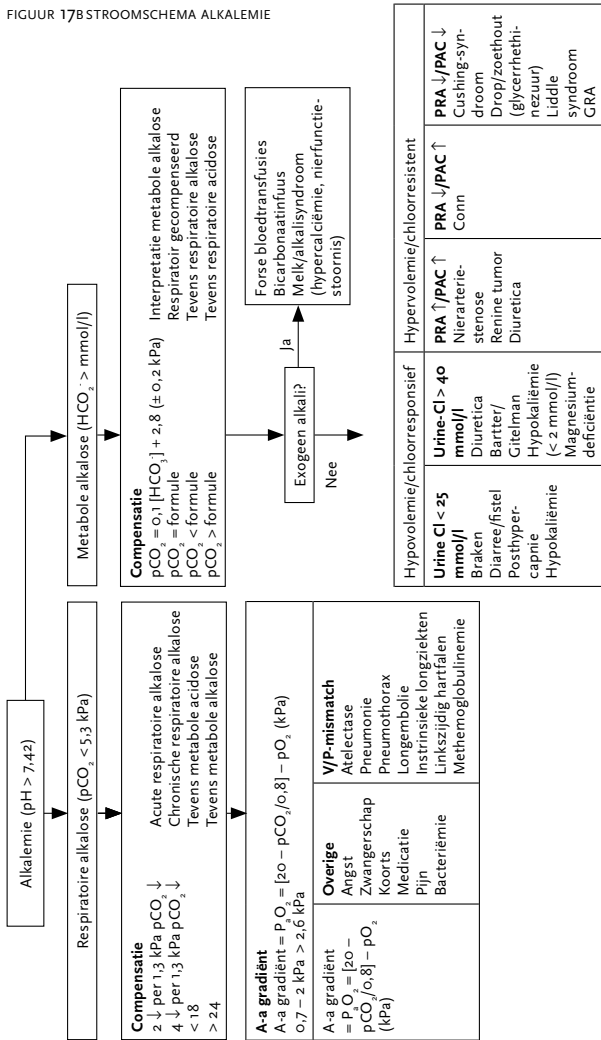 FIGUUR 17B STROOMSCHEMA ALKALEMIE
Alkalemie (pH > 7,42)
Respiratoire alkalose (pCO₂ < 5,3 kPa)
Compensatie
2 ↓ per 1,3 kPa pCO₂ ↓ Acute respiratoire alkalose
4 ↓ per 1,3 kPa pCO₂ ↓ Chronische respiratoire alkalose
< 18 Tevens metabole acidose
> 24 Tevens metabole alkalose
A-a gradiënt
A-a gradiënt = PₐO₂ = [20 – pCO₂/0,8] – pO₂ (kPa)
0,7 – 2 kPa > 2,6 kPa
A-a gradiënt
= PₐO₂ = [20 –
pCO₂/0,8] – pO₂
(kPa)
Overige
Angst
Zwangerschap
Koorts
Medicatie
Pijn
Bacteriëmie
V/P-mismatch
Atelectase
Pneumonie
Pneumothorax
Longembolie
Instrinsieke longziekten
Linkszijdig hartfalen
Methemoglobulinemie
Metabole alkalose (HCO₂⁻ > mmol/l)
Compensatie
pCO₂ = 0,1 [HCO₃⁻] + 2,8 (± 0,2 kPa) Interpretatie metabole alkalose
pCO₂ = formule Respiratoir gecompenseerd
pCO₂ < formule Tevens respiratoire alkalose
pCO₂ > formule Tevens respiratoire acidose
Exogeen alkali?
Ja
Nee
Forse bloedtransfusies
Bicarbonaatinfuus
Melk/alkalisyndroom
(hypercalciëmie, nierfunctie-
stoornis)
Hypovolemie/chloorresponsief
Urine Cl < 25
mmol/l
Braken
Diarree/fistel
Posthyper-
capnie
Hypokaliëmie
Urine-Cl > 40
mmol/l
Diuretica
Bartter/
Gitelman
Hypokaliëmie
(< 2 mmol/l)
Magnesium-
deficiëntie
Hypervolemie/chloorresistent
PRA ↑/PAC ↑
Nierarterie-
stenose
Renine tumor
Diuretica
PRA ↓/PAC ↑
Conn
PRA ↓/PAC ↓
Cushing-syn-
droom
Drop/zoethout
(glycerrhethi-
nezuur)
Liddle
syndroom
GRA